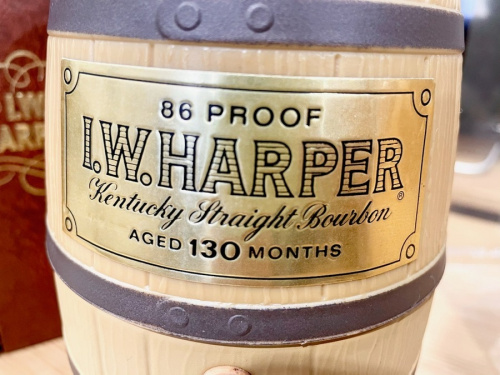 86 PROOF
I.W. HARPER®
Kentucky Straight Bourbon
AGED 130 MONTHS